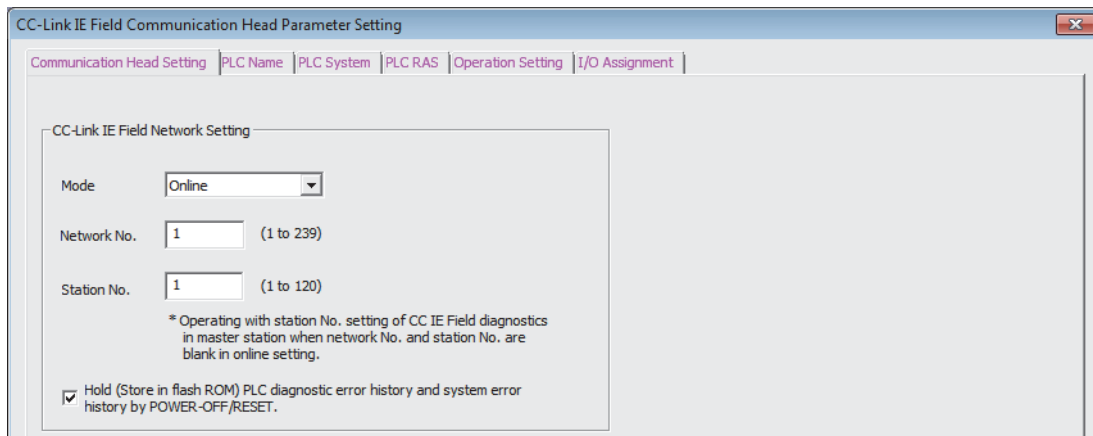 CC-Link IE Field Communication Head Parameter Setting
Communication Head Setting PLC Name PLC System PLC RAS Operation Setting I/O Assignment
CC-Link IE Field Network Setting
Mode Online
Network No. 1 (1 to 239)
Station No. 1 (1 to 120)
* Operating with station No. setting of CC IE Field diagnostics
in master station when network No. and station No. are
blank in online setting.
Hold (Store in flash ROM) PLC diagnostic error history and system error
history by POWER-OFF/RESET.